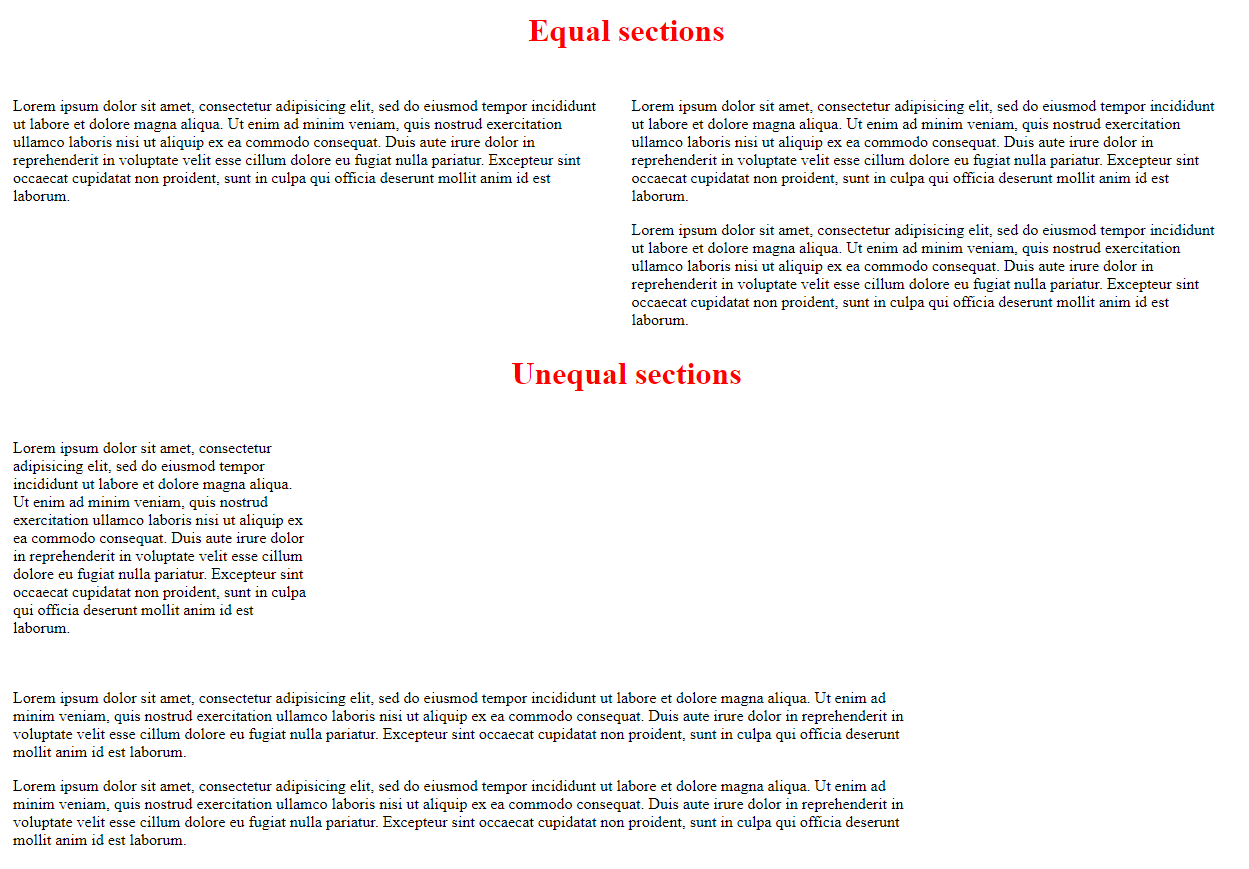 Equal sections
Lorem ipsum dolor sit amet, consectetur adipisicing elit, sed do eiusmod tempor incididunt
ut labore et dolore magna aliqua. Ut enim ad minim veniam, quis nostrud exercitation
ullamco laboris nisi ut aliquip ex ea commodo consequat. Duis aute irure dolor in
reprehenderit in voluptate velit esse cillum dolore eu fugiat nulla pariatur. Excepteur sint
occaecat cupidatat non proident, sunt in culpa qui officia deserunt mollit anim id est
laborum.
Lorem ipsum dolor sit amet, consectetur adipisicing elit, sed do eiusmod tempor incididunt
ut labore et dolore magna aliqua. Ut enim ad minim veniam, quis nostrud exercitation
ullamco laboris nisi ut aliquip ex ea commodo consequat. Duis aute irure dolor in
reprehenderit in voluptate velit esse cillum dolore eu fugiat nulla pariatur. Excepteur sint
occaecat cupidatat non proident, sunt in culpa qui officia deserunt mollit anim id est
laborum.
Lorem ipsum dolor sit amet, consectetur adipisicing elit, sed do eiusmod tempor incididunt
ut labore et dolore magna aliqua. Ut enim ad minim veniam, quis nostrud exercitation
ullamco laboris nisi ut aliquip ex ea commodo consequat. Duis aute irure dolor in
reprehenderit in voluptate velit esse cillum dolore eu fugiat nulla pariatur. Excepteur sint
occaecat cupidatat non proident, sunt in culpa qui officia deserunt mollit anim id est
laborum.
Unequal sections
Lorem ipsum dolor sit amet, consectetur
adipisicing elit, sed do eiusmod tempor
incididunt ut labore et dolore magna aliqua.
Ut enim ad minim veniam, quis nostrud
exercitation ullamco laboris nisi ut aliquip ex
ea commodo consequat. Duis aute irure dolor
in reprehenderit in voluptate velit esse cillum
dolore eu fugiat nulla pariatur. Excepteur sint
occaecat cupidatat non proident, sunt in culpa
qui officia deserunt mollit anim id est
laborum.
Lorem ipsum dolor sit amet, consectetur adipisicing elit, sed do eiusmod tempor incididunt ut labore et dolore magna aliqua. Ut enim ad
minim veniam, quis nostrud exercitation ullamco laboris nisi ut aliquip ex ea commodo consequat. Duis aute irure dolor in reprehenderit in
voluptate velit esse cillum dolore eu fugiat nulla pariatur. Excepteur sint occaecat cupidatat non proident, sunt in culpa qui officia deserunt
mollit anim id est laborum.
Lorem ipsum dolor sit amet, consectetur adipisicing elit, sed do eiusmod tempor incididunt ut labore et dolore magna aliqua. Ut enim ad
minim veniam, quis nostrud exercitation ullamco laboris nisi ut aliquip ex ea commodo consequat. Duis aute irure dolor in reprehenderit in
voluptate velit esse cillum dolore eu fugiat nulla pariatur. Excepteur sint occaecat cupidatat non proident, sunt in culpa qui officia deserunt
mollit anim id est laborum.